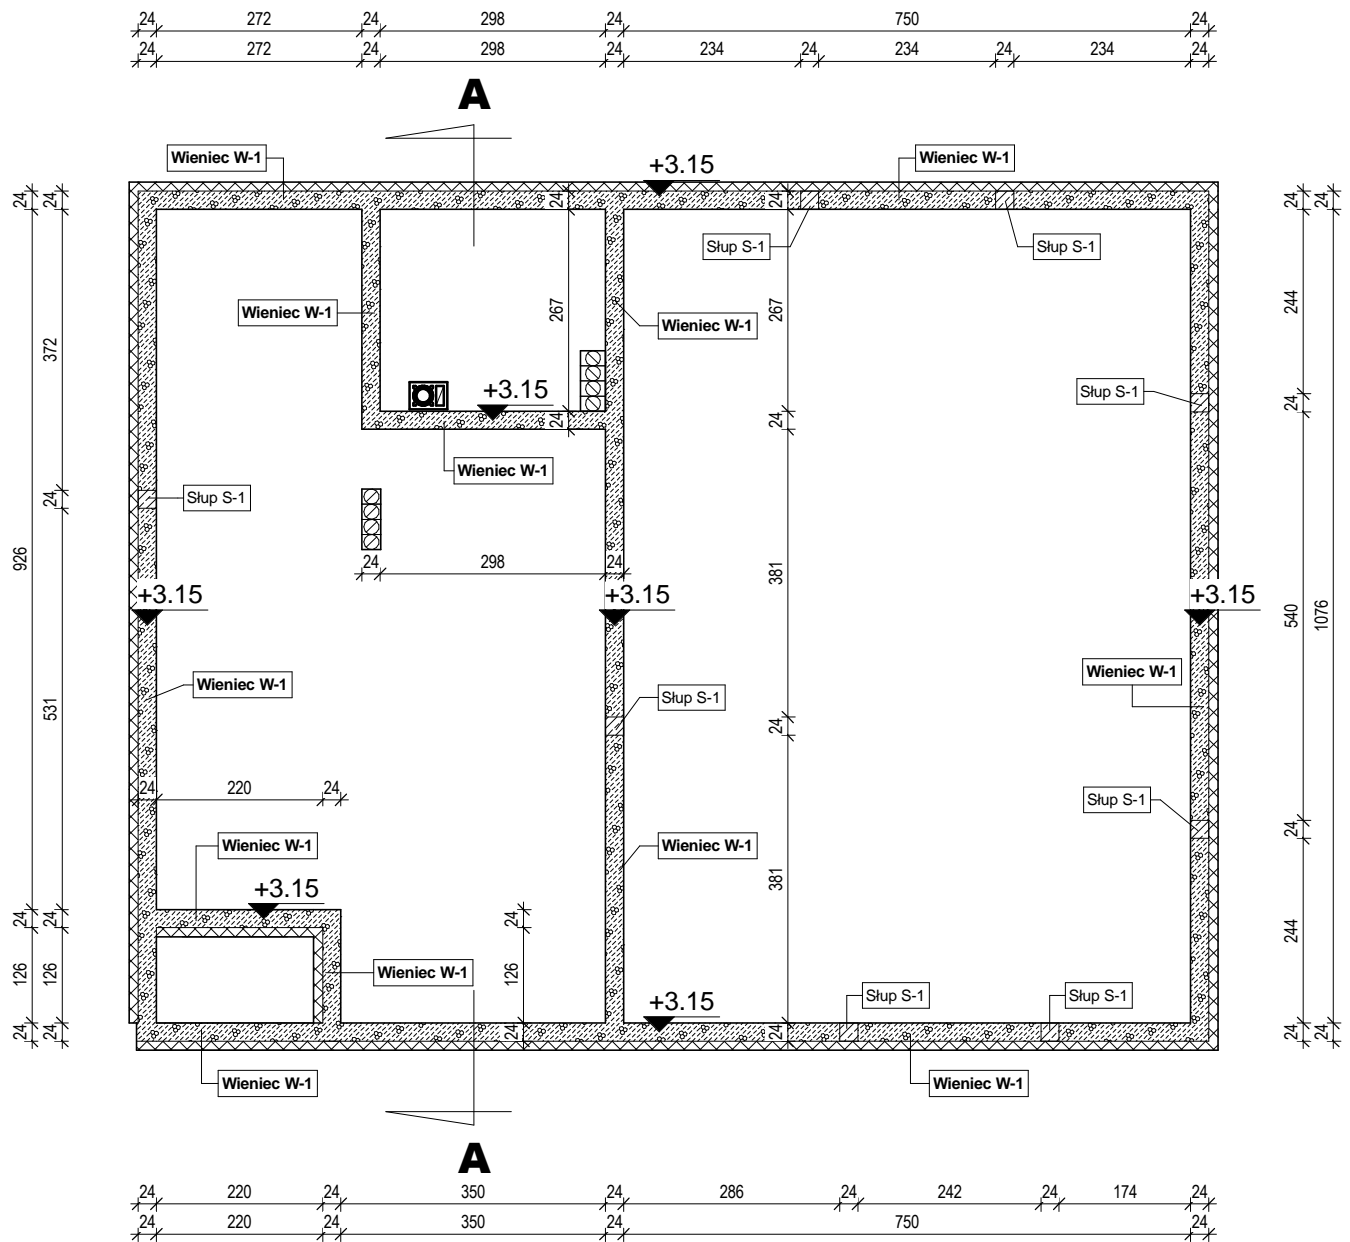 24 272 24 298 24 750 24
24 272 24 298 24 234 24 234 24 234 24
A
Wieniec W-1
+3.15
Wieniec W-1
24 24 24 24 24 24
Słup S-1
Słup S-1
372
267
267
244
Wieniec W-1
Wieniec W-1
+3.15
Słup S-1
24
24 24
Wieniec W-1
24
Słup S-1
926
24 298 24
381
+3.15
+3.15
+3.15
540
1076
Wieniec W-1
Wieniec W-1
Słup S-1
531
24
24 220 24
Słup S-1
24
Wieniec W-1
Wieniec W-1
+3.15
381
24 24
24
244
126 126
Wieniec W-1
126
Słup S-1
Słup S-1
+3.15
24 24
24
24
24 24
Wieniec W-1
Wieniec W-1
A
24 220 24 350 24 286 24 242 24 174 24
24 220 24 350 24 750 24